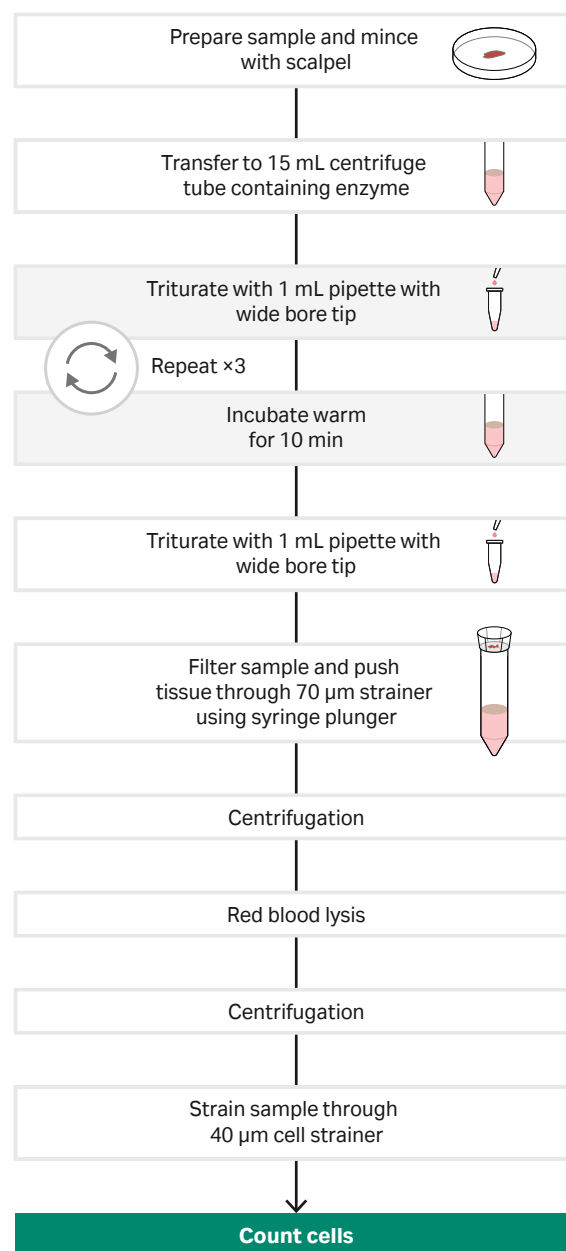 Prepare sample and mince
with scalpel
Transfer to 15 mL centrifuge
tube containing enzyme
Triturate with 1 mL pipette with
wide bore tip
Repeat ×3
Incubate warm
for 10 min
Triturate with 1 mL pipette with
wide bore tip
Filter sample and push
tissue through 70 µm strainer
using syringe plunger
Centrifugation
Red blood lysis
Centrifugation
Strain sample through
40 µm cell strainer
Count cells